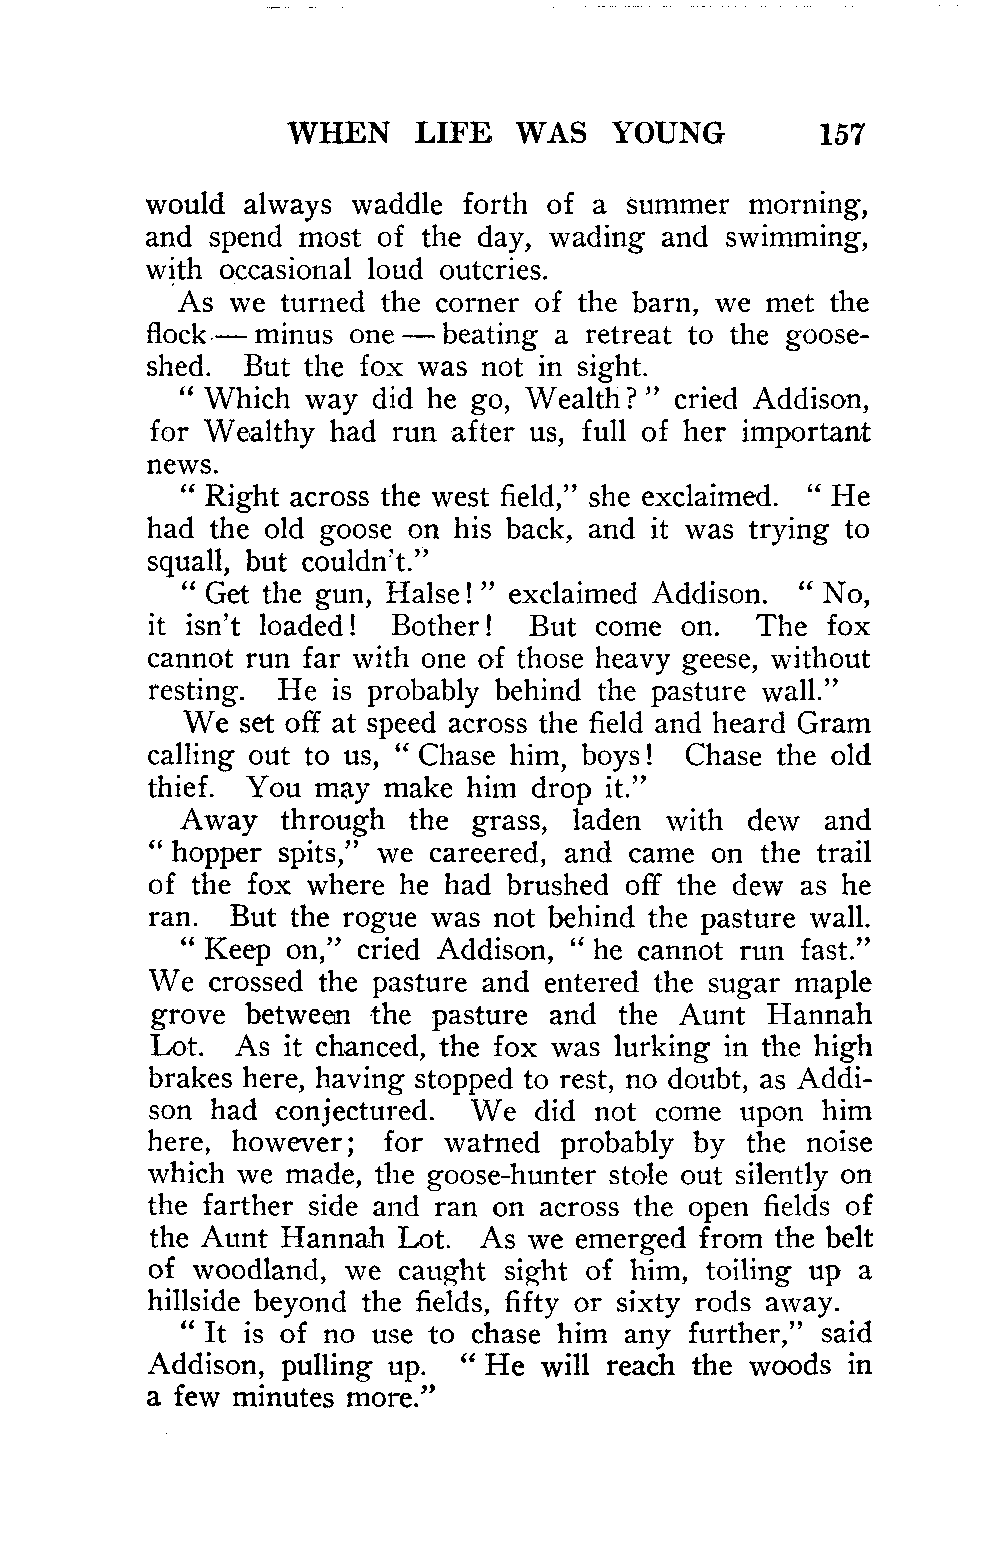 WHEN LIFE WAS YOUNG 157
would always waddle forth of a summer morning,
and spend most of the day, wading and swimming,
with occasional loud outcries.
As we turned the corner of the barn, we met the
flock — minus one — beating a retreat to the goose-
shed. But the fox was not in sight.
“ Which way did he go, Wealth? ” cried Addison,
for Wealthy had run after us, full of her important
news.
“ Right across the west field,” she exclaimed. “ He
had the old goose on his back, and it was trying to
squall, but couldn't.”
“ Get the gun, Halse! ” exclaimed Addison. “ No,
it isn't loaded! Bother! But come on. The fox
cannot run far with one of those heavy geese, without
resting. He is probably behind the pasture wall.”
We set off at speed across the field and heard Gram
calling out to us, “ Chase him, boys! Chase the old
thief. You may make him drop it.”
Away through the grass, laden with dew and
“ hopper spits,” we careered, and came on the trail
of the fox where he had brushed off the dew as he
ran. But the rogue was not behind the pasture wall.
“ Keep on,” cried Addison, “ he cannot run fast.”
We crossed the pasture and entered the sugar maple
grove between the pasture and the Aunt Hannah
Lot. As it chanced, the fox was lurking in the high
brakes here, having stopped to rest, no doubt, as Addi-
son had conjectured. We did not come upon him
here, however; for warned probably by the noise
which we made, the goose-hunter stole out silently on
the farther side and ran on across the open fields of
the Aunt Hannah Lot. As we emerged from the belt
of woodland, we caught sight of him, toiling up a
hillside beyond the fields, fifty or sixty rods away.
“ It is of no use to chase him any further,” said
Addison, pulling up. “ He will reach the woods in
a few minutes more.”